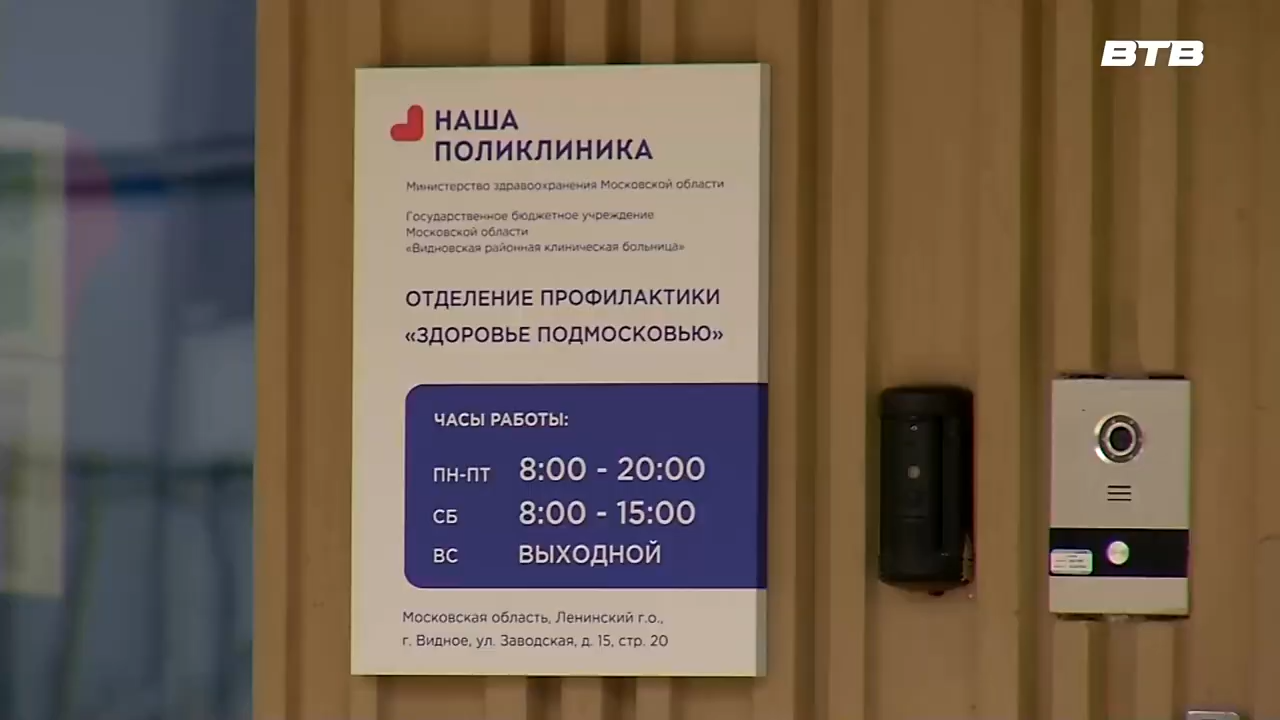 ВТВ
НАША
ПОЛИКЛИНИКА
Министерство здравоохранения Московской области
Государственное бюджетное учреждение
Московской области
«Видновская районная клиническая больница»
ОТДЕЛЕНИЕ ПРОФИЛАКТИКИ
«ЗДОРОВЬЕ ПОДМОСКОВЬЮ»
ЧАСЫ РАБОТЫ:
ПН-ПТ 8:00 - 20:00
СБ 8:00 - 15:00
ВС ВЫХОДНОЙ
Московская область, Ленинский г.о.,
г. Видное, ул. Заводская, д. 15, стр. 20